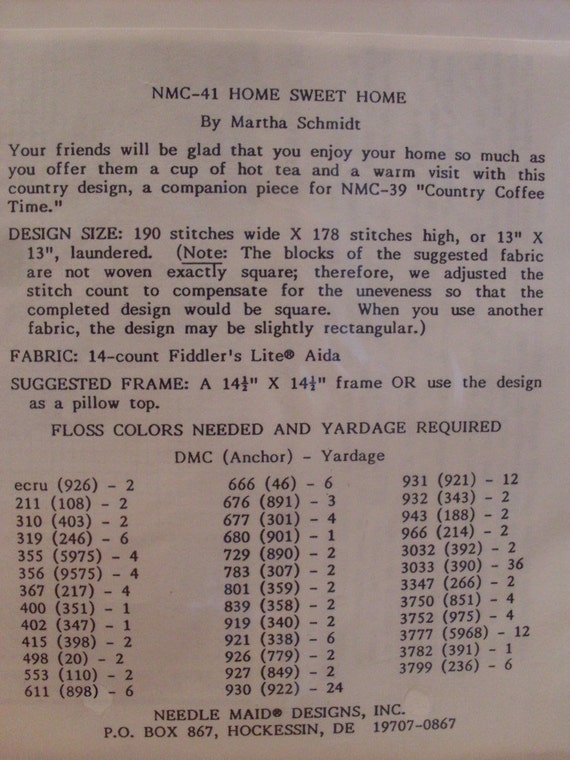 NMC-41 HOME SWEET HOME
By Martha Schmidt
Your friends will be glad that you enjoy your home so much as
you offer them a cup of hot tea and a warm visit with this
country design, a companion piece for NMC-39 "Country Coffee
Time."
DESIGN SIZE: 190 stitches wide X 178 stitches high, or 13" X
13", laundered. (Note: The blocks of the suggested fabric
are not woven exactly square; therefore, we adjusted the
stitch count to compensate for the uneveness so that the
completed design would be square. When you use another
fabric, the design may be slightly rectangular.)
FABRIC: 14-count Fiddler's Lite® Aida
SUGGESTED FRAME: A 14½" X 14½" frame OR use the design
as a pillow top.
FLOSS COLORS NEEDED AND YARDAGE REQUIRED
DMC (Anchor) - Yardage
ecru (926) - 2
211 (108) - 2
310 (403) - 2
319 (246) - 6
355 (5975) - 4
356 (9575) - 4
367 (217) - 4
400 (351) - 1
402 (347) - 1
415 (398) - 2
498 (20) - 2
553 (110) - 2
611 (898) - 6
666 (46) - 6
676 (891) - 3
677 (301) - 4
680 (901) - 1
729 (890) - 2
783 (307) - 2
801 (359) - 2
839 (358) - 2
919 (340) - 2
921 (338) - 6
926 (779) - 2
927 (849) - 2
930 (922) - 24
931 (921) - 12
932 (343) - 2
943 (188) - 2
966 (214) - 2
3032 (392) - 2
3033 (390) - 36
3347 (266) - 2
3750 (851) - 4
3752 (975) - 4
3777 (5968) - 12
3782 (391) - 1
3799 (236) - 6
NEEDLE MAID® DESIGNS, INC.
P.O. BOX 867, HOCKESSIN, DE 19707-0867